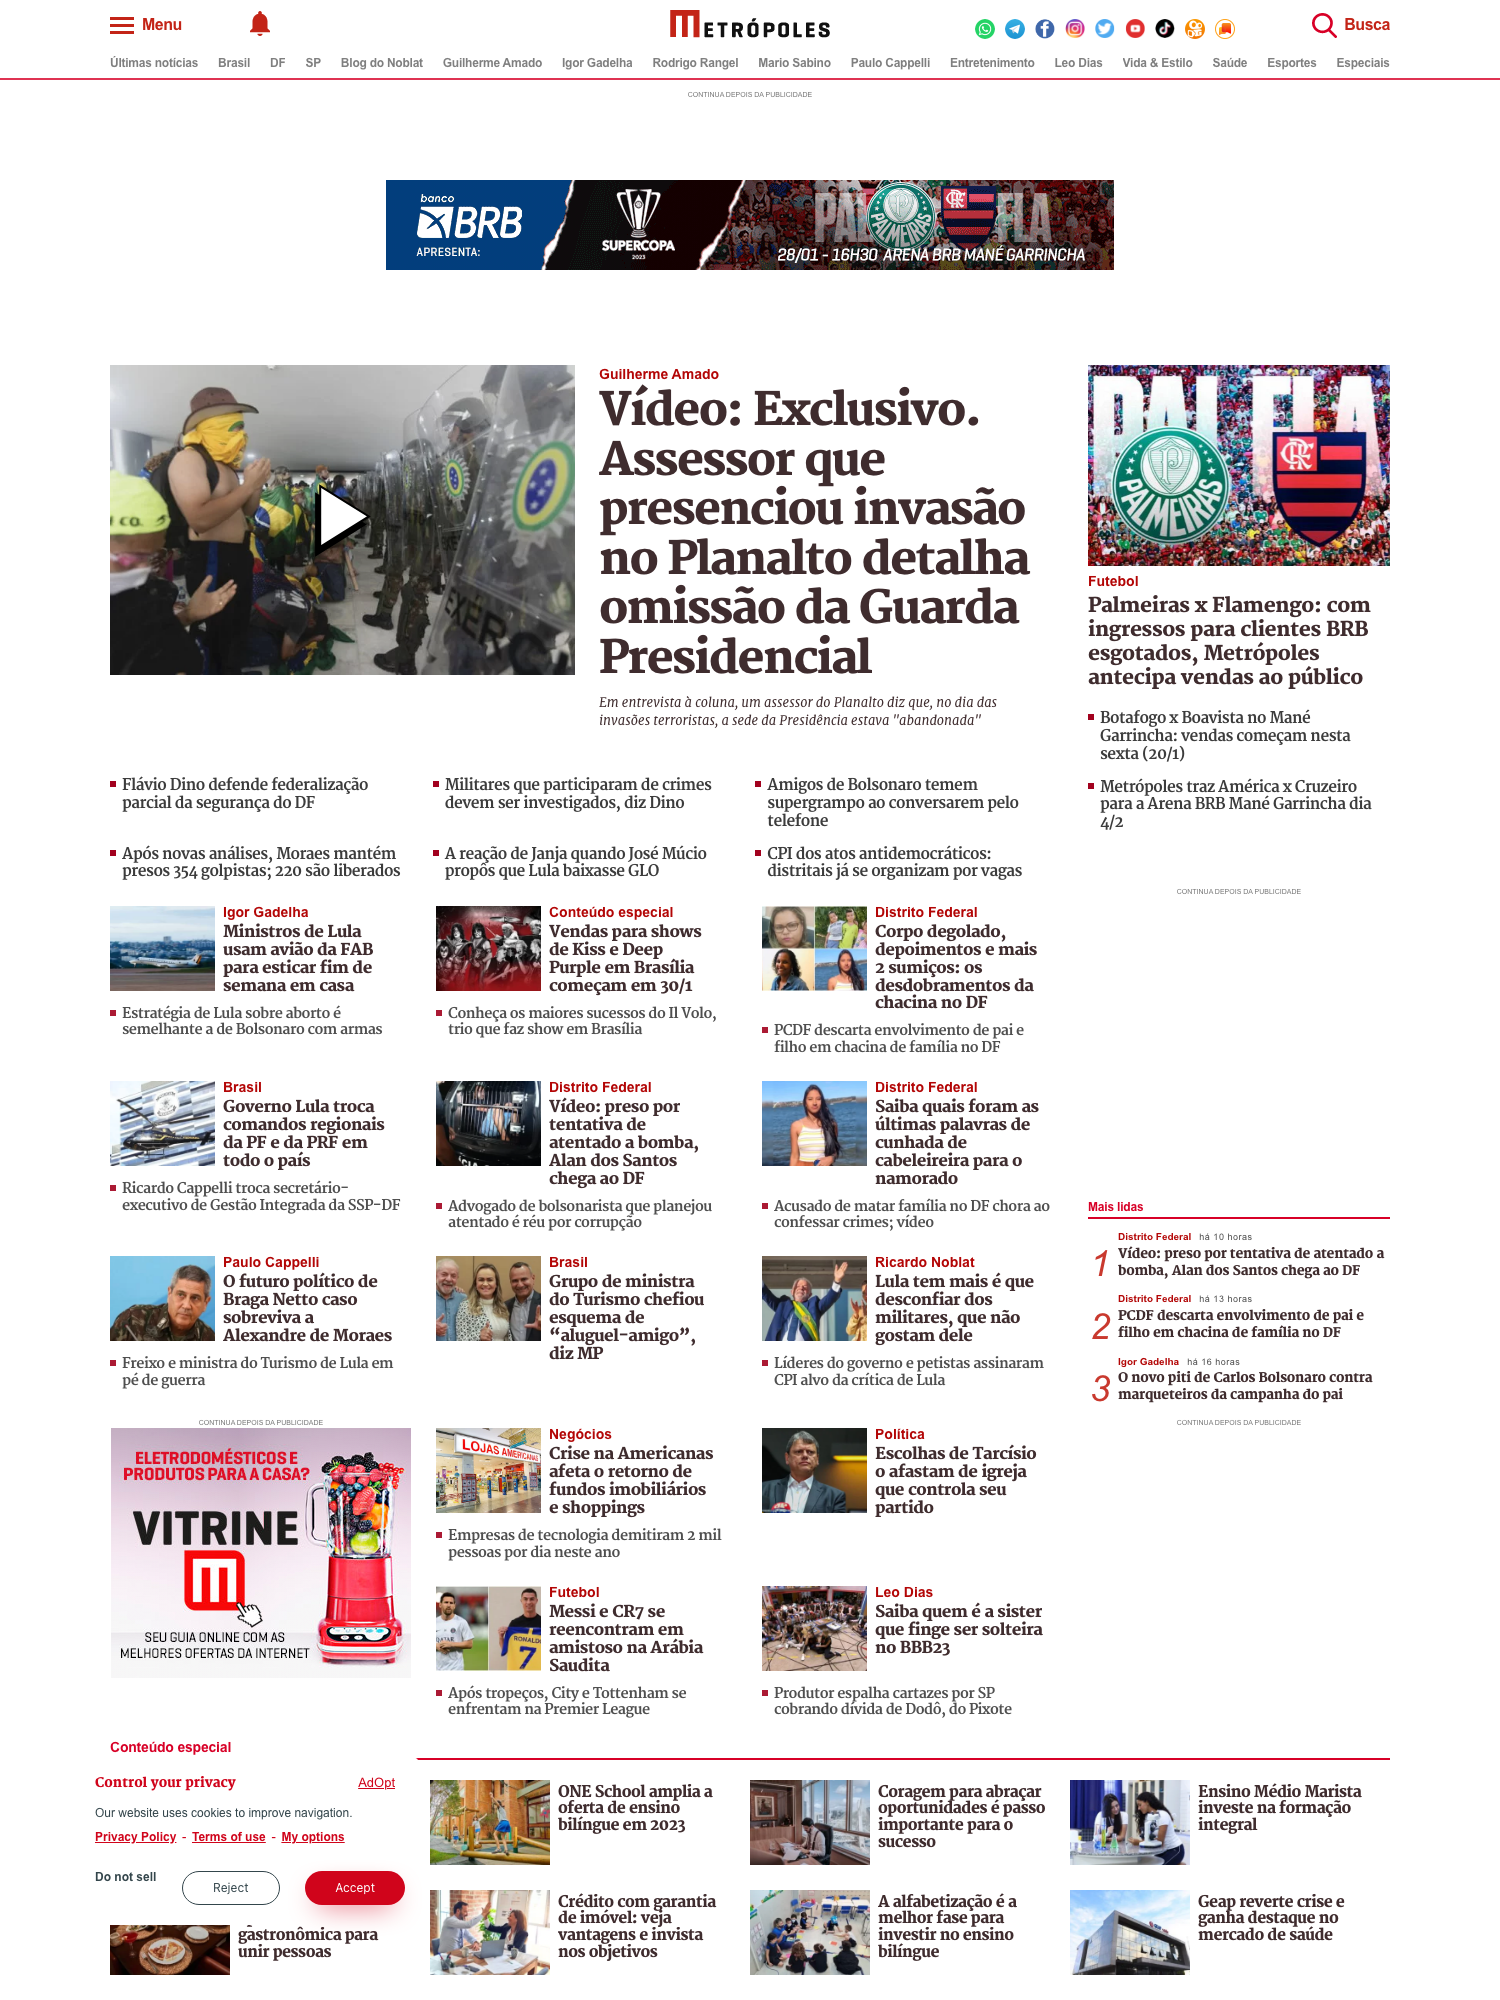 Menu
METRÓPOLES
Busca
Últimas notícias Brasil DF SP Blog do Noblat Guilherme Amado Igor Gadelha Rodrigo Rangel Mario Sabino Paulo Cappelli Entretenimento Leo Dias Vida & Estilo Saúde Esportes Especiais
CONTINUA DEPOIS DA PUBLICIDADE
banco
BRB
APRESENTA:
SUPERCOPA
2023
PALMEIRAS
28/01 - 16H30 ARENA BRB MANÉ GARRINCHA
Guilherme Amado
Vídeo: Exclusivo.
Assessor que
presenciou invasão
no Planalto detalha
omissão da Guarda
Presidencial
Em entrevista à coluna, um assessor do Planalto diz que, no dia das
invasões terroristas, a sede da Presidência estava "abandonada"
PALMEIRAS
Futebol
Palmeiras x Flamengo: com
ingressos para clientes BRB
esgotados, Metrópoles
antecipa vendas ao público
Botafogo x Boavista no Mané
Garrincha: vendas começam nesta
sexta (20/1)
Metrópoles traz América x Cruzeiro
para a Arena BRB Mané Garrincha dia
4/2
Flávio Dino defende federalização
parcial da segurança do DF
Militares que participaram de crimes
devem ser investigados, diz Dino
Amigos de Bolsonaro temem
supergrampo ao conversarem pelo
telefone
Após novas análises, Moraes mantém
presos 354 golpistas; 220 são liberados
A reação de Janja quando José Múcio
propôs que Lula baixasse GLO
CPI dos atos antidemocráticos:
distritais já se organizam por vagas
CONTINUA DEPOIS DA PUBLICIDADE
Igor Gadelha
Ministros de Lula
usam avião da FAB
para esticar fim de
semana em casa
Estratégia de Lula sobre aborto é
semelhante a de Bolsonaro com armas
Conteúdo especial
Vendas para shows
de Kiss e Deep
Purple em Brasília
começam em 30/1
Conheça os maiores sucessos do Il Volo,
trio que faz show em Brasília
Distrito Federal
Corpo degolado,
depoimentos e mais
2 sumiços: os
desdobramentos da
chacina no DF
PCDF descarta envolvimento de pai e
filho em chacina de família no DF
Brasil
Governo Lula troca
comandos regionais
da PF e da PRF em
todo o país
Ricardo Cappelli troca secretário-
executivo de Gestão Integrada da SSP-DF
Distrito Federal
Vídeo: preso por
tentativa de
atentado a bomba,
Alan dos Santos
chega ao DF
Advogado de bolsonarista que planejou
atentado é réu por corrupção
Distrito Federal
Saiba quais foram as
últimas palavras de
cunhada de
cabeleireira para o
namorado
Acusado de matar família no DF chora ao
confessar crimes; vídeo
Mais lidas
1
Distrito Federal há 10 horas
Vídeo: preso por tentativa de atentado a
bomba, Alan dos Santos chega ao DF
2
Distrito Federal há 13 horas
PCDF descarta envolvimento de pai e
filho em chacina de família no DF
3
Igor Gadelha há 16 horas
O novo piti de Carlos Bolsonaro contra
marqueteiros da campanha do pai
CONTINUA DEPOIS DA PUBLICIDADE
Paulo Cappelli
O futuro político de
Braga Netto caso
sobreviva a
Alexandre de Moraes
Freixo e ministra do Turismo de Lula em
pé de guerra
Brasil
Grupo de ministra
do Turismo chefiou
esquema de
“aluguel-amigo”,
diz MP
Ricardo Noblat
Lula tem mais é que
desconfiar dos
militares, que não
gostam dele
Líderes do governo e petistas assinaram
CPI alvo da crítica de Lula
CONTINUA DEPOIS DA PUBLICIDADE
ELETRODOMÉSTICOS E
PRODUTOS PARA A CASA?
VITRINE
M
SEU GUIA ONLINE COM AS
MELHORES OFERTAS DA INTERNET
LOJAS AMERICANAS
Negócios
Crise na Americanas
afeta o retorno de
fundos imobiliários
e shoppings
Empresas de tecnologia demitiram 2 mil
pessoas por dia neste ano
Política
Escolhas de Tarcísio
o afastam de igreja
que controla seu
partido
RONALDO
7
Futebol
Messi e CR7 se
reencontram em
amistoso na Arábia
Saudita
Após tropeços, City e Tottenham se
enfrentam na Premier League
Leo Dias
Saiba quem é a sister
que finge ser solteira
no BBB23
Produtor espalha cartazes por SP
cobrando dívida de Dodô, do Pixote
Conteúdo especial
Control your privacy
AdOpt
Our website uses cookies to improve navigation.
Privacy Policy - Terms of use - My options
Do not sell
Reject
Accept
gastronômica para
unir pessoas
ONE School amplia a
oferta de ensino
bilíngue em 2023
Coragem para abraçar
oportunidades é passo
importante para o
sucesso
Ensino Médio Marista
investe na formação
integral
Crédito com garantia
de imóvel: veja
vantagens e invista
nos objetivos
A alfabetização é a
melhor fase para
investir no ensino
bilíngue
Geap reverte crise e
ganha destaque no
mercado de saúde